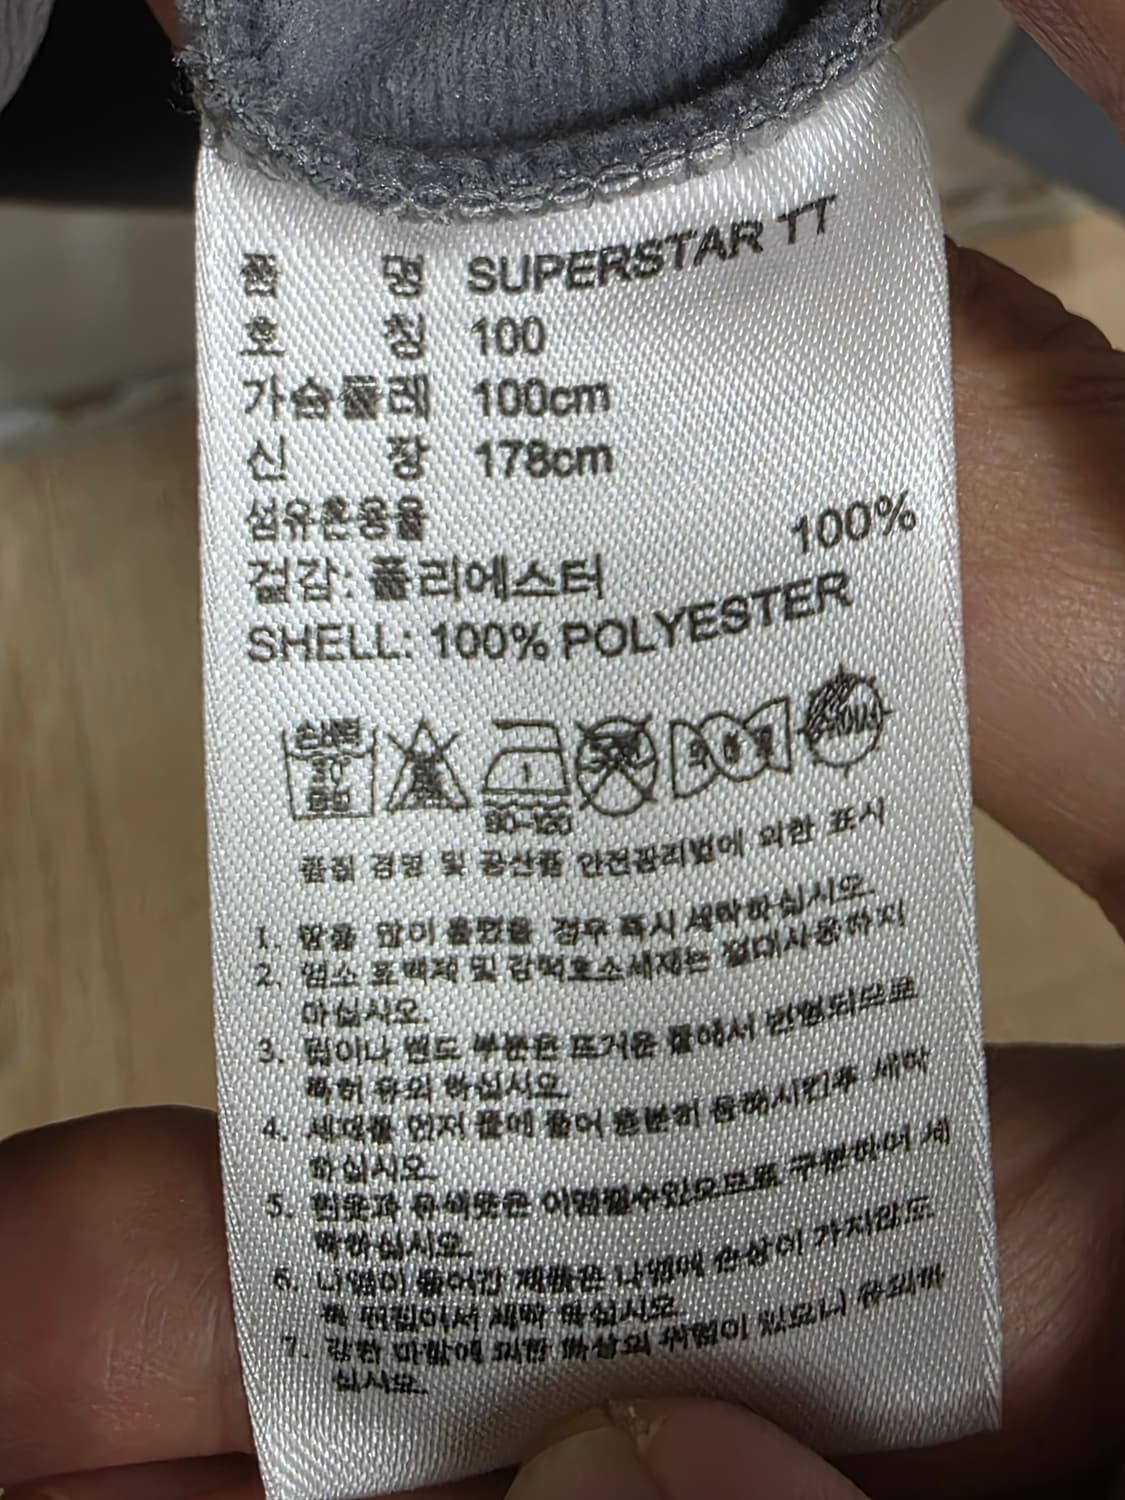 품 명 SUPERSTAR TT
호 칭 100
가슴둘레 100cm
신 장 178cm
섬유혼용율
겉감: 폴리에스터 100%
SHELL: 100% POLYESTER
80~120
품질 경영 및 공산품 안전관리법에 의한 표시
1. 땀을 많이 흘렸을 경우 즉시 세탁하십시오.
2. 염소 표백제 및 강력효소세제는 절대사용하지
마십시오.
3. 림이나 밴드 부분은 뜨거운 물에서 변형되므로
특히 유의 하십시오.
4. 세제를 먼저 물에 풀어 충분히 용해시킨후 세탁
하십시오.
5. 흰옷과 유색옷은 이염될수있으므로 구분하여 세
탁하십시오.
6. 나염이 들어간 제품은 나염에 손상이 가지않도
록 뒤집어서 세탁 하십시오.
7. 강한 마찰에 의한 손상의 위험이 있으니 유의하
십시오.